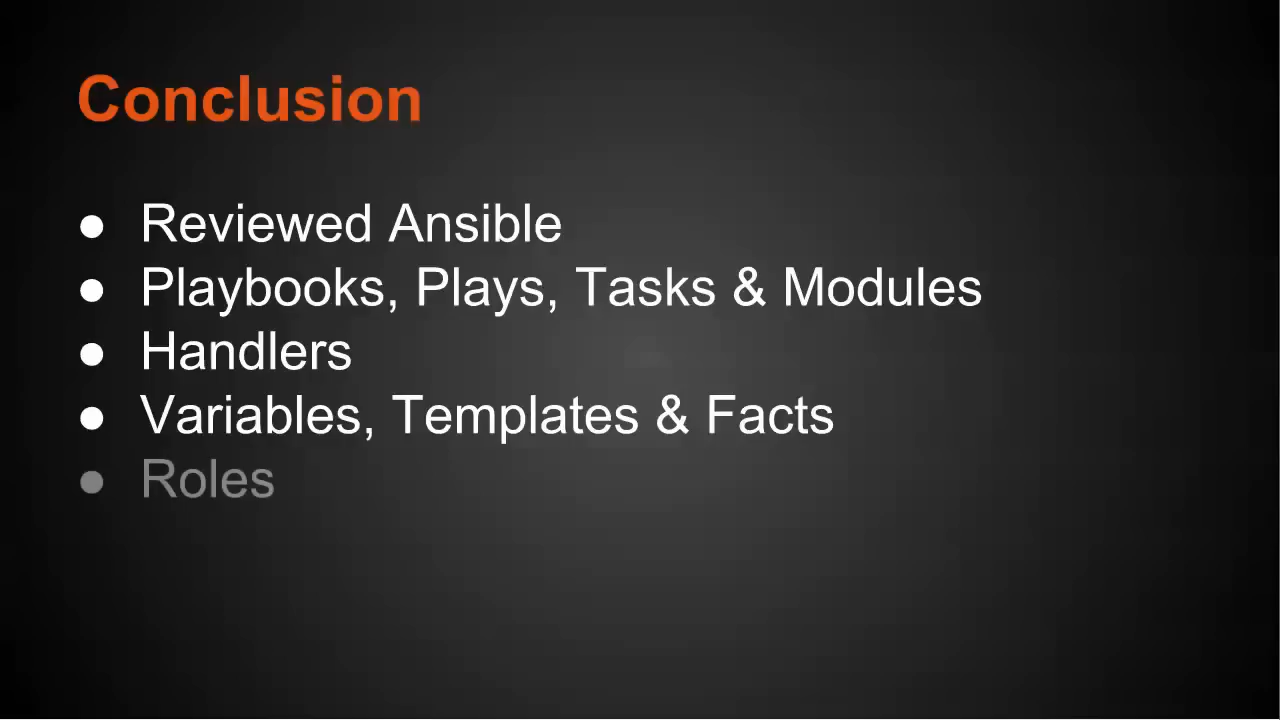 Conclusion
● Reviewed Ansible
● Playbooks, Plays, Tasks & Modules
● Handlers
● Variables, Templates & Facts
● Roles